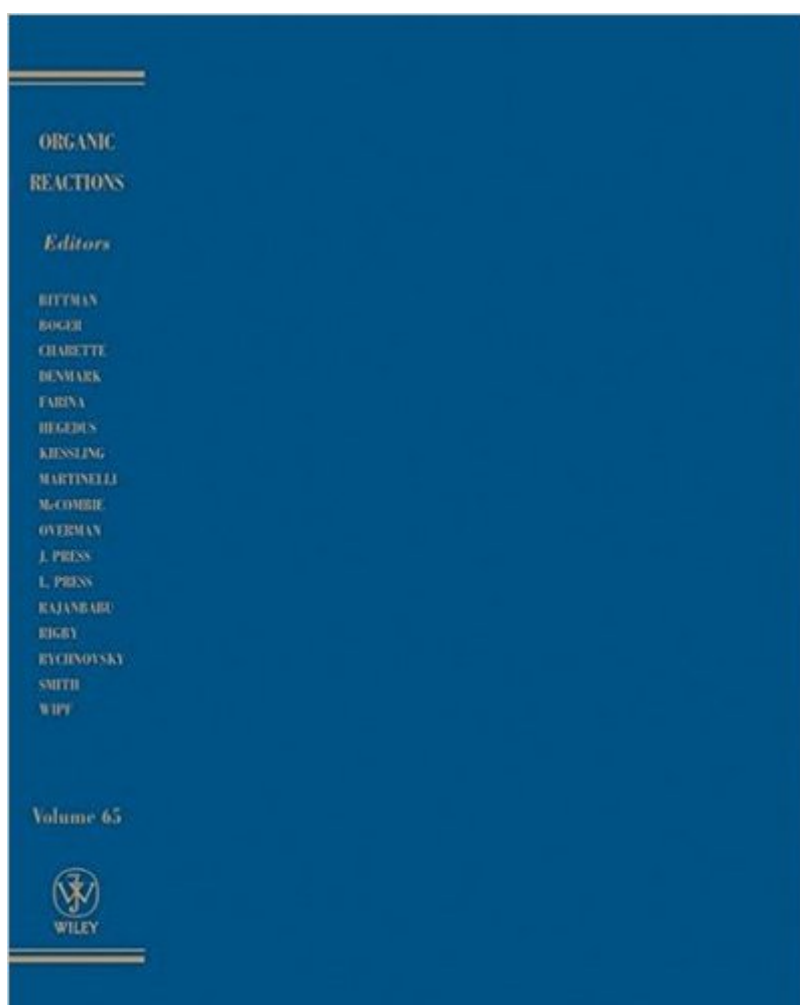 ORGANIC
REACTIONS
Editors
BITTMAN
BOGER
CHARETTE
DENMARK
FARINA
HEGEDUS
KIESSLING
MARTINELLI
McCOMBIE
OVERMAN
J. PRESS
L. PRESS
RAJANBABU
RIGBY
RYCHNOVSKY
SMITH
WIPF
Volume 65
WILEY